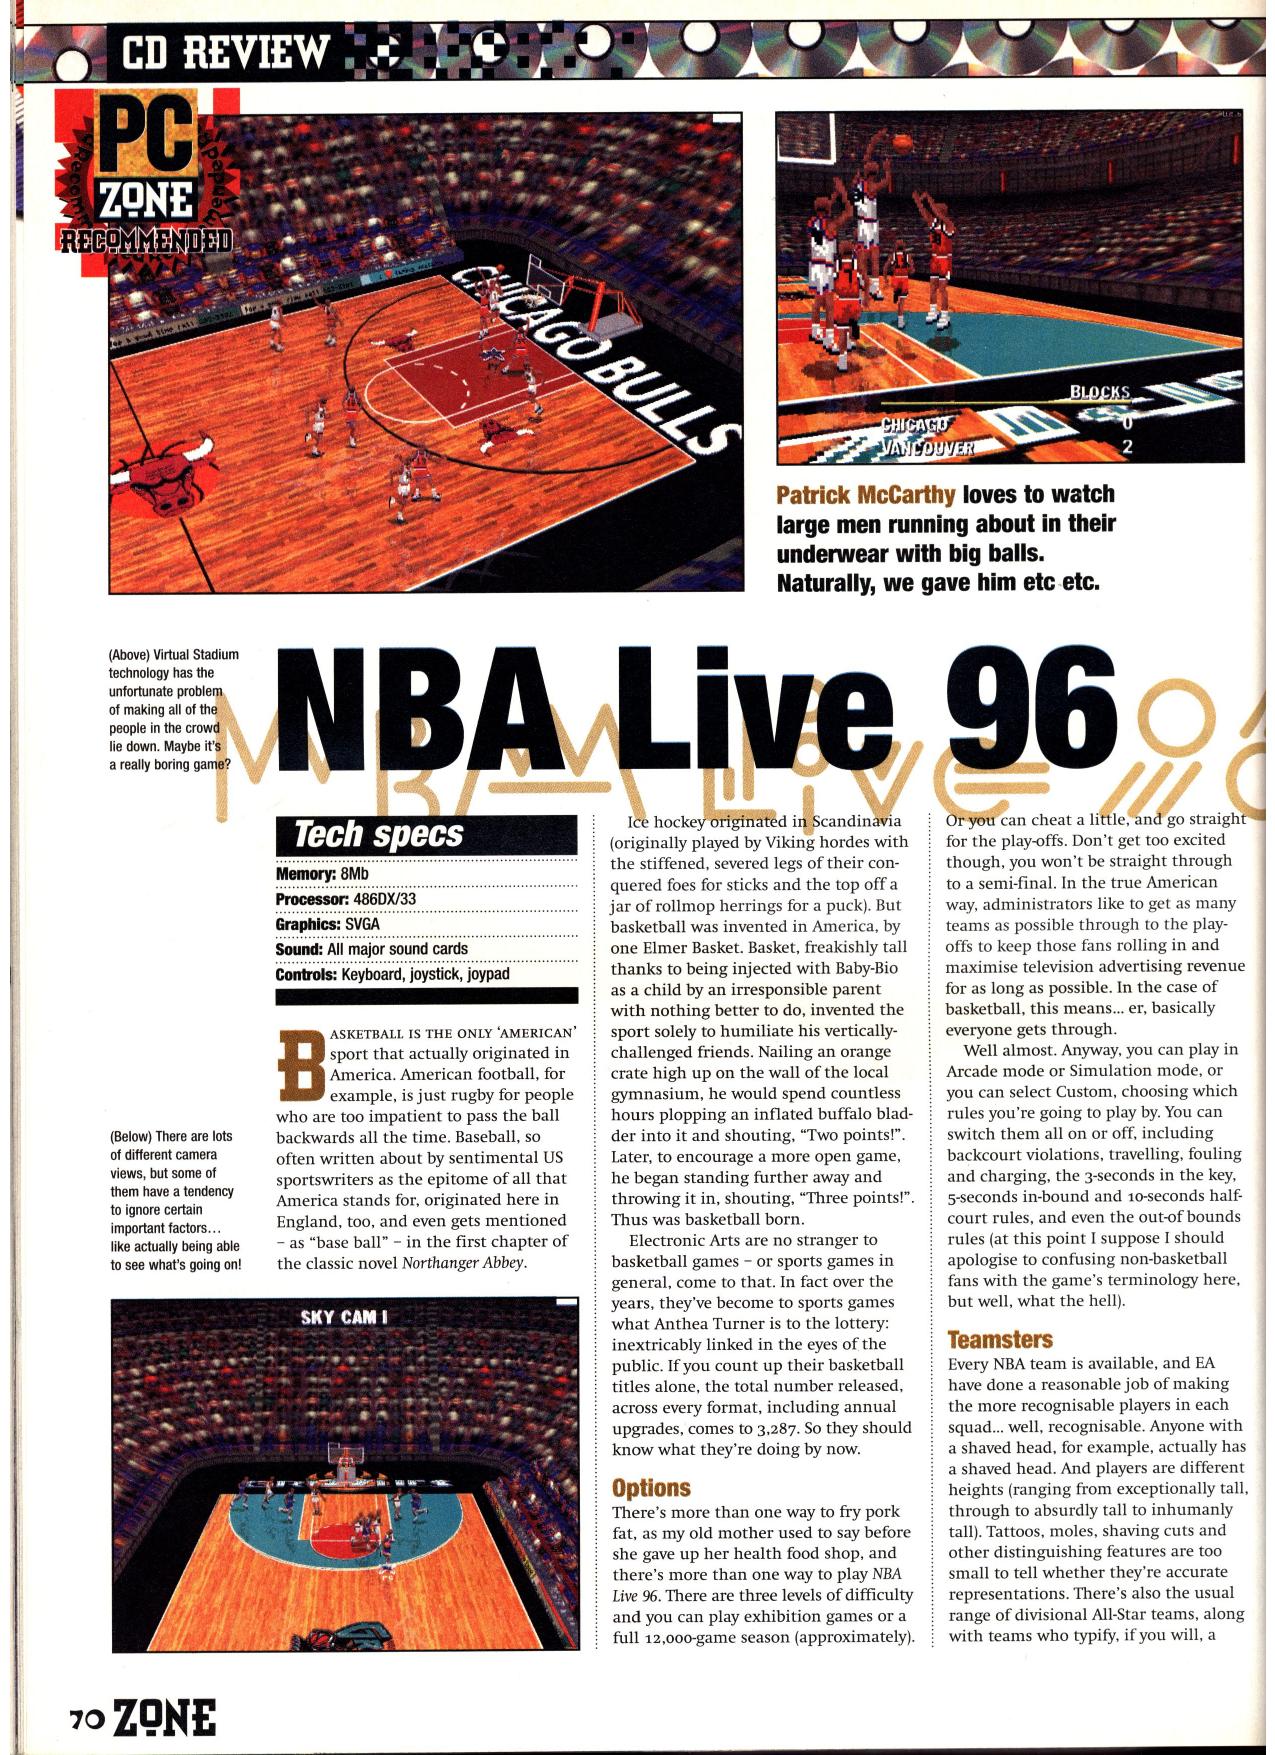 CD REVIEW
PC
ZONE
RECOMMENDED
CHICAGO BULLS
BLOCKS
CHICAGO 0
VANCOUVER 2
Patrick McCarthy loves to watch
large men running about in their
underwear with big balls.
Naturally, we gave him etc etc.
(Above) Virtual Stadium
technology has the
unfortunate problem
of making all of the
people in the crowd
lie down. Maybe it's
a really boring game?
NBA Live 96
Tech specs
Memory: 8Mb
Processor: 486DX/33
Graphics: SVGA
Sound: All major sound cards
Controls: Keyboard, joystick, joypad
BASKETBALL IS THE ONLY ‘AMERICAN’
sport that actually originated in
America. American football, for
example, is just rugby for people
who are too impatient to pass the ball
backwards all the time. Baseball, so
often written about by sentimental US
sportswriters as the epitome of all that
America stands for, originated here in
England, too, and even gets mentioned
– as “base ball” – in the first chapter of
the classic novel Northanger Abbey.
(Below) There are lots
of different camera
views, but some of
them have a tendency
to ignore certain
important factors...
like actually being able
to see what's going on!
SKY CAM I
Ice hockey originated in Scandinavia
(originally played by Viking hordes with
the stiffened, severed legs of their con-
quered foes for sticks and the top off a
jar of rollmop herrings for a puck). But
basketball was invented in America, by
one Elmer Basket. Basket, freakishly tall
thanks to being injected with Baby-Bio
as a child by an irresponsible parent
with nothing better to do, invented the
sport solely to humiliate his vertically-
challenged friends. Nailing an orange
crate high up on the wall of the local
gymnasium, he would spend countless
hours plopping an inflated buffalo blad-
der into it and shouting, “Two points!”.
Later, to encourage a more open game,
he began standing further away and
throwing it in, shouting, “Three points!”.
Thus was basketball born.
Electronic Arts are no stranger to
basketball games – or sports games in
general, come to that. In fact over the
years, they've become to sports games
what Anthea Turner is to the lottery:
inextricably linked in the eyes of the
public. If you count up their basketball
titles alone, the total number released,
across every format, including annual
upgrades, comes to 3,287. So they should
know what they're doing by now.
Options
There's more than one way to fry pork
fat, as my old mother used to say before
she gave up her health food shop, and
there's more than one way to play NBA
Live 96. There are three levels of difficulty
and you can play exhibition games or a
full 12,000-game season (approximately).
Or you can cheat a little, and go straight
for the play-offs. Don't get too excited
though, you won't be straight through
to a semi-final. In the true American
way, administrators like to get as many
teams as possible through to the play-
offs to keep those fans rolling in and
maximise television advertising revenue
for as long as possible. In the case of
basketball, this means... er, basically
everyone gets through.
Well almost. Anyway, you can play in
Arcade mode or Simulation mode, or
you can select Custom, choosing which
rules you're going to play by. You can
switch them all on or off, including
backcourt violations, travelling, fouling
and charging, the 3-seconds in the key,
5-seconds in-bound and 10-seconds half-
court rules, and even the out-of bounds
rules (at this point I suppose I should
apologise to confusing non-basketball
fans with the game's terminology here,
but well, what the hell).
Teamsters
Every NBA team is available, and EA
have done a reasonable job of making
the more recognisable players in each
squad... well, recognisable. Anyone with
a shaved head, for example, actually has
a shaved head. And players are different
heights (ranging from exceptionally tall,
through to absurdly tall to inhumanly
tall). Tattoos, moles, shaving cuts and
other distinguishing features are too
small to tell whether they're accurate
representations. There's also the usual
range of divisional All-Star teams, along
with teams who typify, if you will, a
70 ZONE